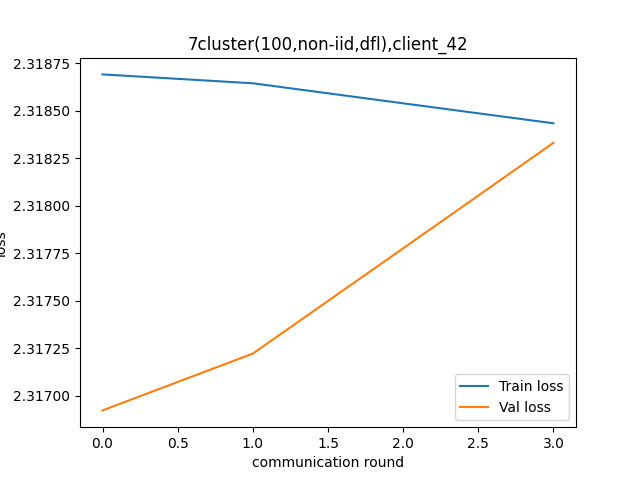 7cluster(100,non-iid,dfl),client_42
2.31875
2.31850
2.31825
2.31800
2.31775
2.31750
2.31725
2.31700
loss
Train loss
Val loss
0.0 0.5 1.0 1.5 2.0 2.5 3.0
communication round